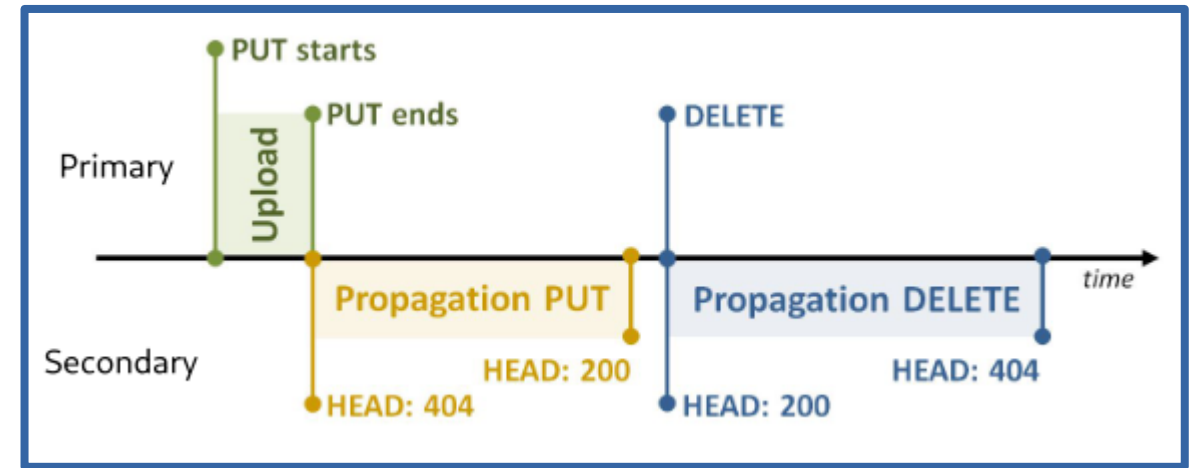 PUT starts
PUT ends
DELETE
Primary
Upload
time
Propagation PUT
Propagation DELETE
Secondary
HEAD: 200
HEAD: 404
HEAD: 404
HEAD: 200